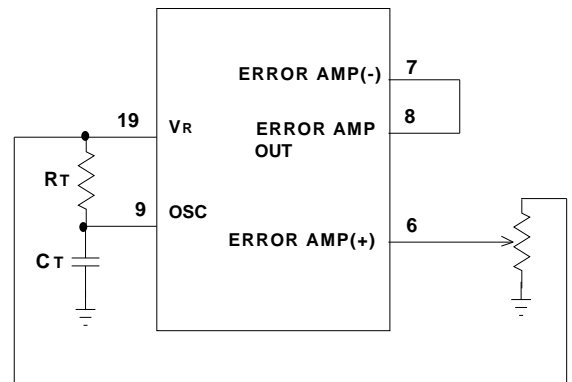 ERROR AMP(-)
7
19
VR
ERROR AMP
OUT
8
RT
9
OSC
ERROR AMP(+)
6
CT